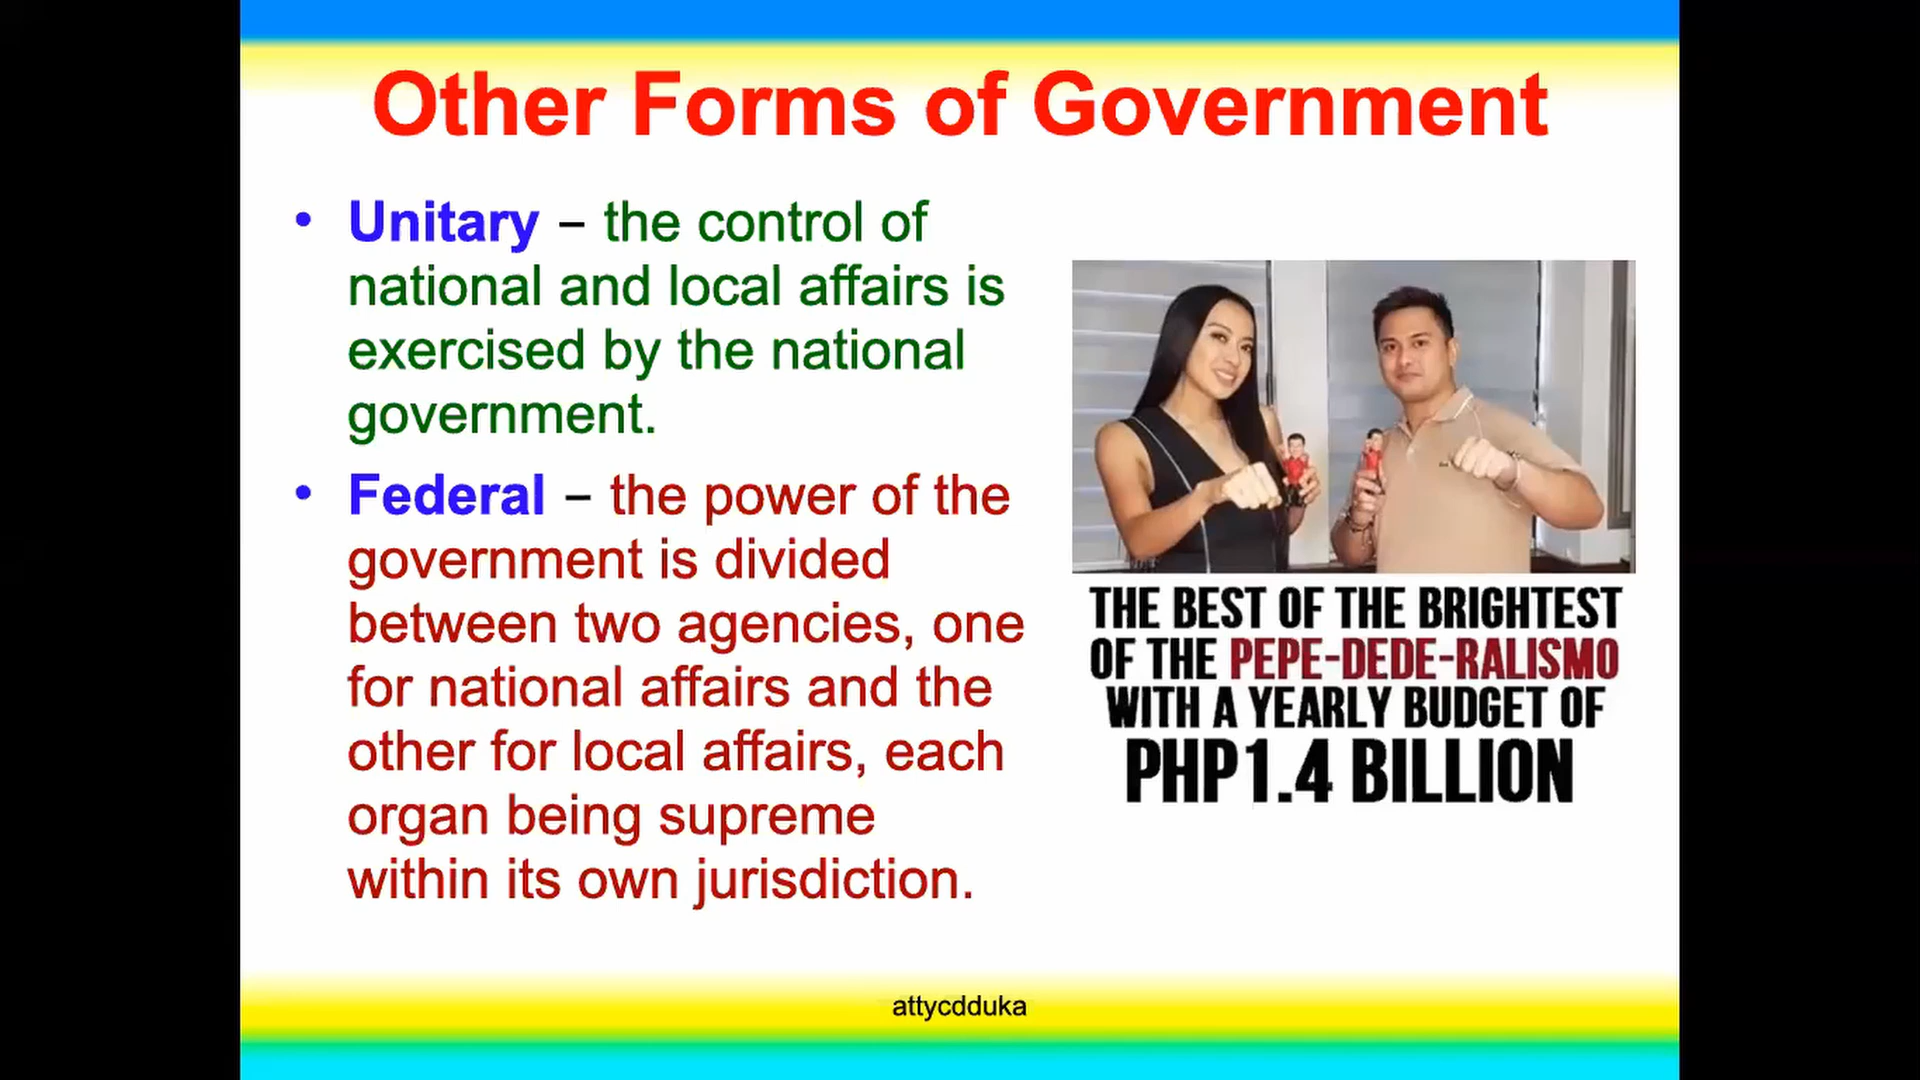 Other Forms of Government
• Unitary – the control of
national and local affairs is
exercised by the national
government.
• Federal – the power of the
government is divided
between two agencies, one
for national affairs and the
other for local affairs, each
organ being supreme
within its own jurisdiction.
THE BEST OF THE BRIGHTEST
OF THE PEPE-DEDE-RALISMO
WITH A YEARLY BUDGET OF
PHP1.4 BILLION
attycdduka